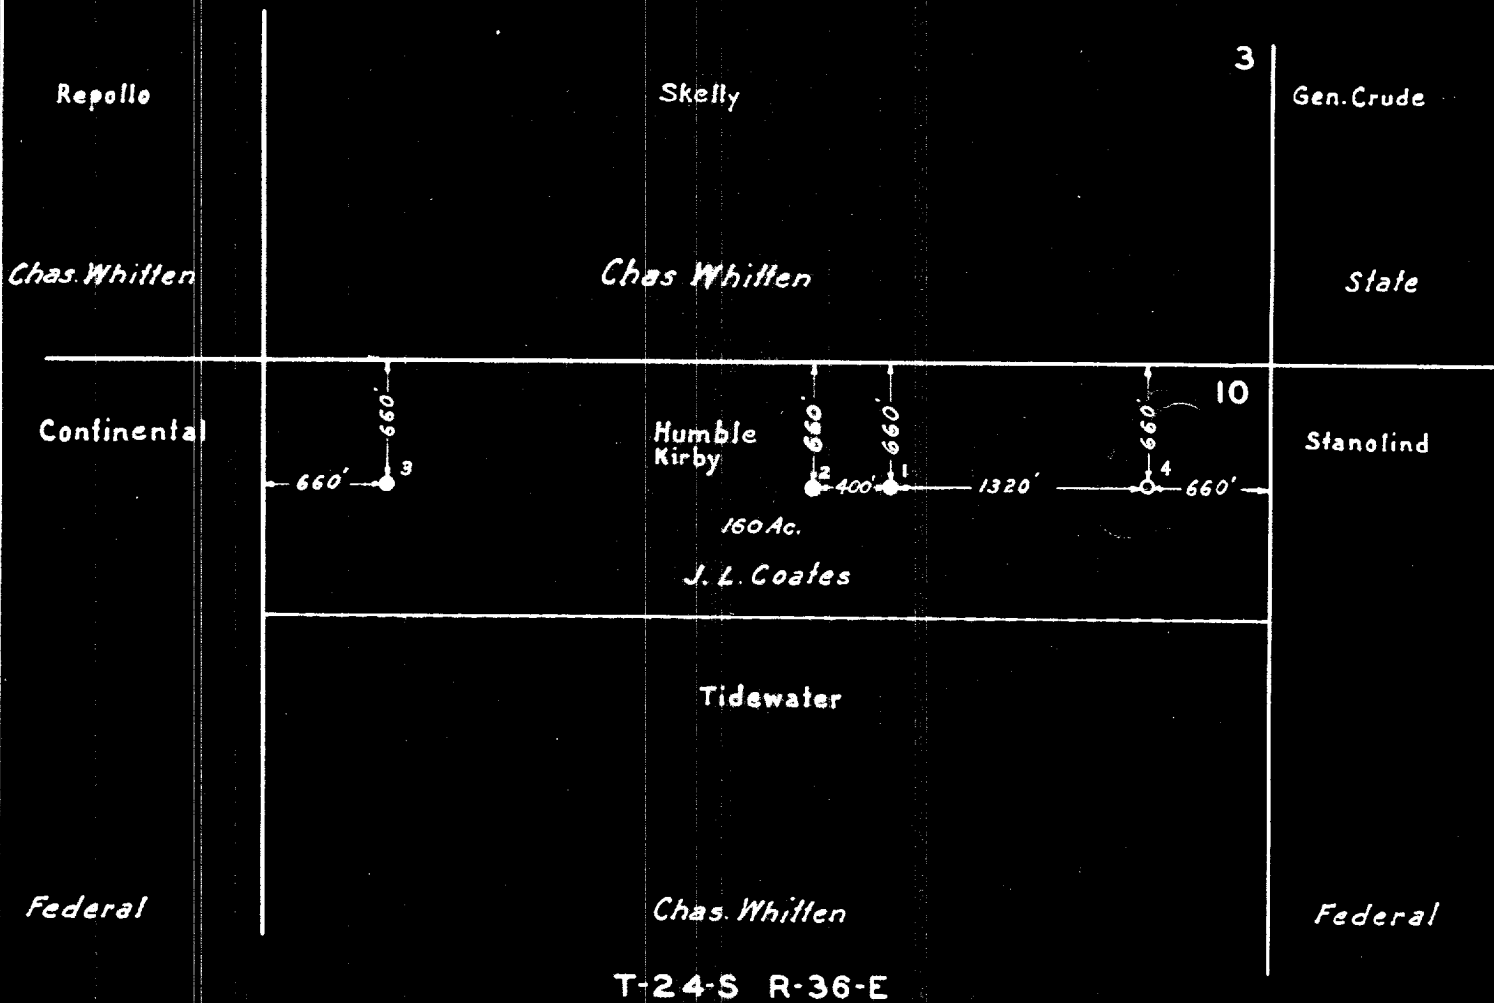 3
Repollo
Skelly
Gen. Crude
Chas. Whitten
Chas Whitten
State
10
Continental
Humble
Kirby
Stanolind
660'
660'
660'
660'
660'
3
2
400'
1
1320'
4
660'
160 Ac.
J. L. Coates
Tidewater
Federal
Chas. Whitten
Federal
T-24-S R-36-E